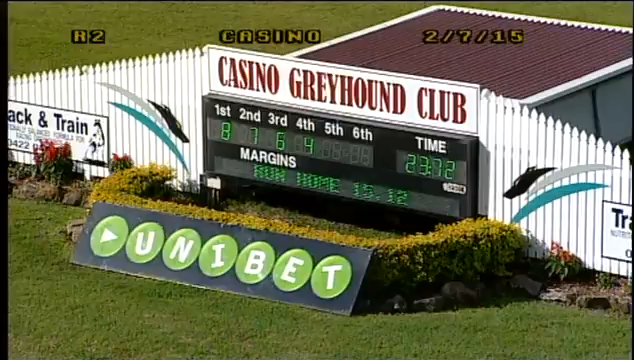 R2 CASINO 2/7/15
CASINO GREYHOUND CLUB
1st 2nd 3rd 4th 5th 6th
8 7 6 4
TIME
23.72
MARGINS
RUN HOME 15.12
ack & Train
UNIBET
Tr